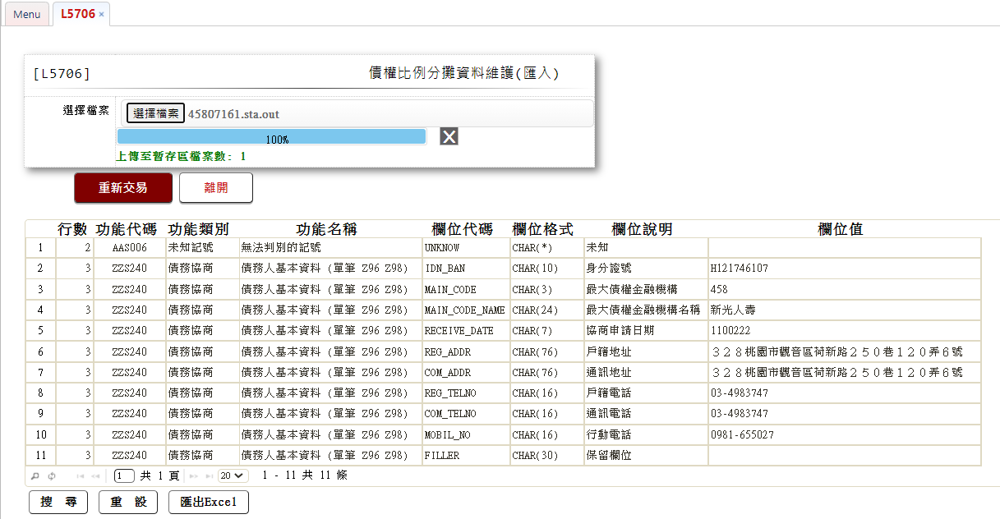 Menu L5706 ×
[L5706] 債權比例分攤資料維護(匯入)
選擇檔案 選擇檔案 45807161.sta.out
100% X
上傳至暫存區檔案數: 1
重新交易 離開
行數 功能代碼 功能類別 功能名稱 欄位代碼 欄位格式 欄位說明 欄位值
1 2 AAS006 未知記號 無法判別的記號 UNKNOW CHAR(*) 未知
2 3 ZZS240 債務協商 債務人基本資料 (單筆 Z96 Z98) IDN_BAN CHAR(10) 身分證號 H121746107
3 3 ZZS240 債務協商 債務人基本資料 (單筆 Z96 Z98) MAIN_CODE CHAR(3) 最大債權金融機構 458
4 3 ZZS240 債務協商 債務人基本資料 (單筆 Z96 Z98) MAIN_CODE_NAME CHAR(24) 最大債權金融機構名稱 新光人壽
5 3 ZZS240 債務協商 債務人基本資料 (單筆 Z96 Z98) RECEIVE_DATE CHAR(7) 協商申請日期 1100222
6 3 ZZS240 債務協商 債務人基本資料 (單筆 Z96 Z98) REG_ADDR CHAR(76) 戶籍地址 ３２８桃園市觀音區荷新路２５０巷１２０弄６號
7 3 ZZS240 債務協商 債務人基本資料 (單筆 Z96 Z98) COM_ADDR CHAR(76) 通訊地址 ３２８桃園市觀音區荷新路２５０巷１２０弄６號
8 3 ZZS240 債務協商 債務人基本資料 (單筆 Z96 Z98) REG_TELNO CHAR(16) 戶籍電話 03-4983747
9 3 ZZS240 債務協商 債務人基本資料 (單筆 Z96 Z98) COM_TELNO CHAR(16) 通訊電話 03-4983747
10 3 ZZS240 債務協商 債務人基本資料 (單筆 Z96 Z98) MOBIL_NO CHAR(16) 行動電話 0981-655027
11 3 ZZS240 債務協商 債務人基本資料 (單筆 Z96 Z98) FILLER CHAR(30) 保留欄位
1 共 1 頁 20 1 - 11 共 11 條
搜 尋 重 設 匯出Excel